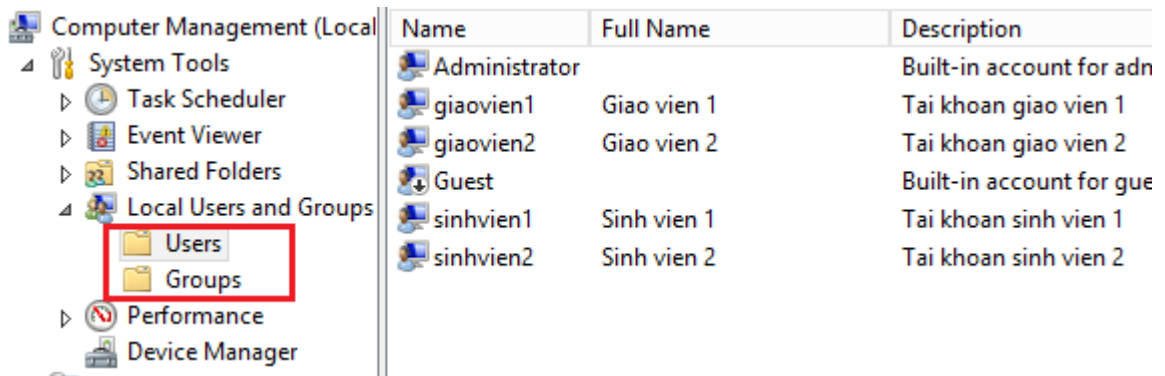 Computer Management (Local
System Tools
Task Scheduler
Event Viewer
Shared Folders
Local Users and Groups
Users
Groups
Performance
Device Manager
Name Full Name Description
Administrator Built-in account for adm
giaovien1 Giao vien 1 Tai khoan giao vien 1
giaovien2 Giao vien 2 Tai khoan giao vien 2
Guest Built-in account for gue
sinhvien1 Sinh vien 1 Tai khoan sinh vien 1
sinhvien2 Sinh vien 2 Tai khoan sinh vien 2